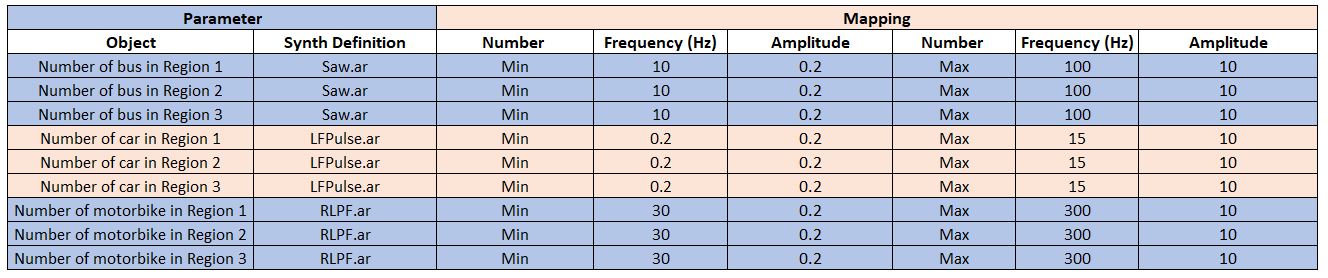 Parameter Mapping
Object Synth Definition Number Frequency (Hz) Amplitude Number Frequency (Hz) Amplitude
Number of bus in Region 1 Saw.ar Min 10 0.2 Max 100 10
Number of bus in Region 2 Saw.ar Min 10 0.2 Max 100 10
Number of bus in Region 3 Saw.ar Min 10 0.2 Max 100 10
Number of car in Region 1 LFPulse.ar Min 0.2 0.2 Max 15 10
Number of car in Region 2 LFPulse.ar Min 0.2 0.2 Max 15 10
Number of car in Region 3 LFPulse.ar Min 0.2 0.2 Max 15 10
Number of motorbike in Region 1 RLPF.ar Min 30 0.2 Max 300 10
Number of motorbike in Region 2 RLPF.ar Min 30 0.2 Max 300 10
Number of motorbike in Region 3 RLPF.ar Min 30 0.2 Max 300 10